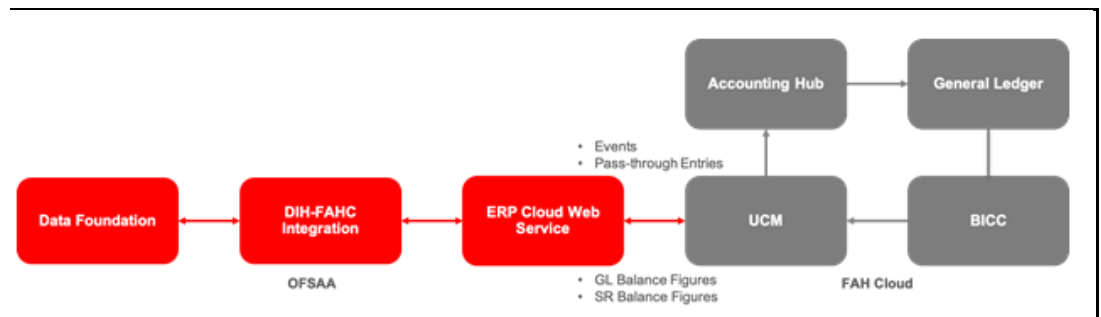 Accounting Hub
General Ledger
• Events
• Pass-through Entries
Data Foundation
DIH-FAHC
Integration
ERP Cloud Web
Service
UCM
BICC
OFSAA
• GL Balance Figures
• SR Balance Figures
FAH Cloud